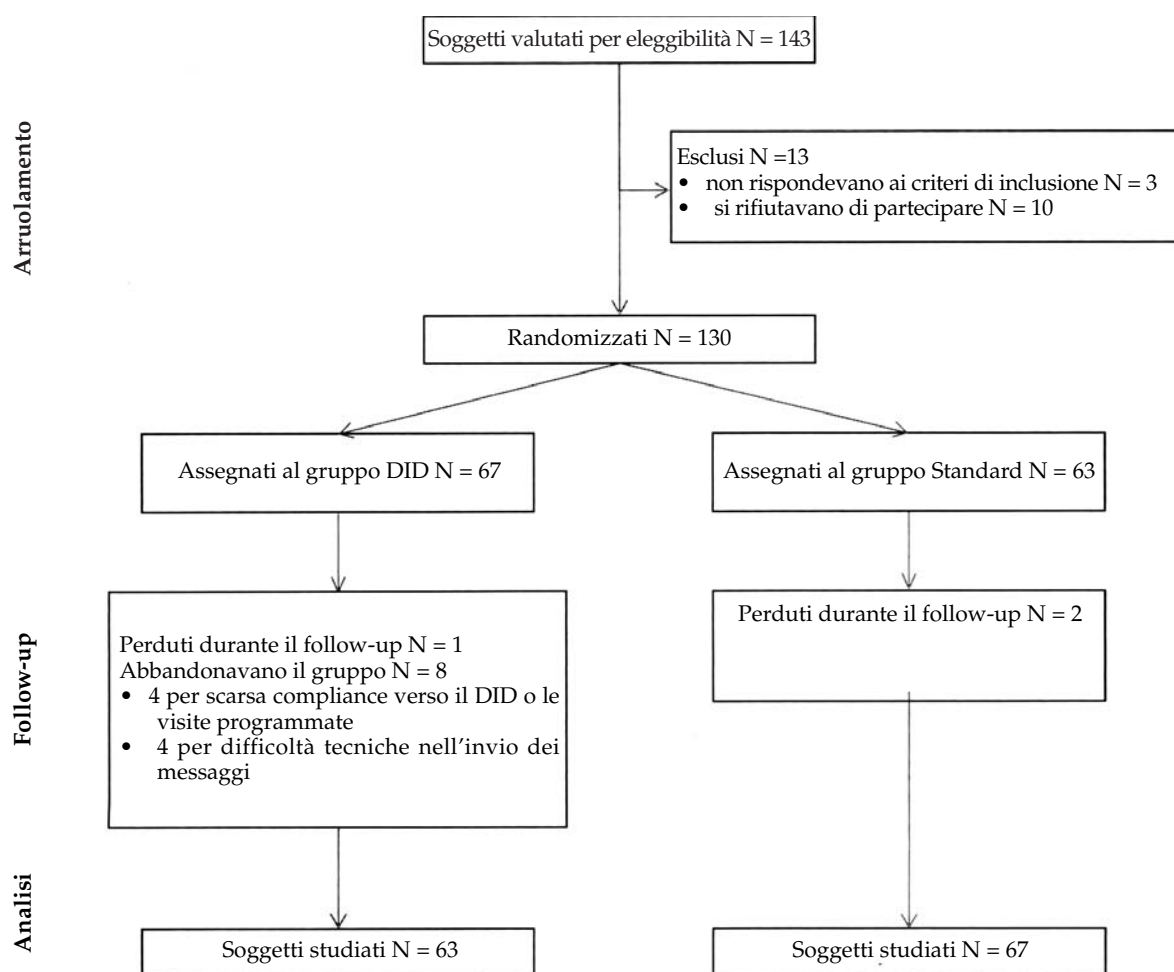 Soggetti valutati per eleggibilità N = 143
Arruolamento
Esclusi N =13
• non rispondevano ai criteri di inclusione N = 3
• si rifiutavano di partecipare N = 10
Randomizzati N = 130
Assegnati al gruppo DID N = 67
Assegnati al gruppo Standard N = 63
Follow-up
Perduti durante il follow-up N = 1
Abbandonavano il gruppo N = 8
• 4 per scarsa compliance verso il DID o le
visite programmate
• 4 per difficoltà tecniche nell'invio dei
messaggi
Perduti durante il follow-up N = 2
Analisi
Soggetti studiati N = 63
Soggetti studiati N = 67